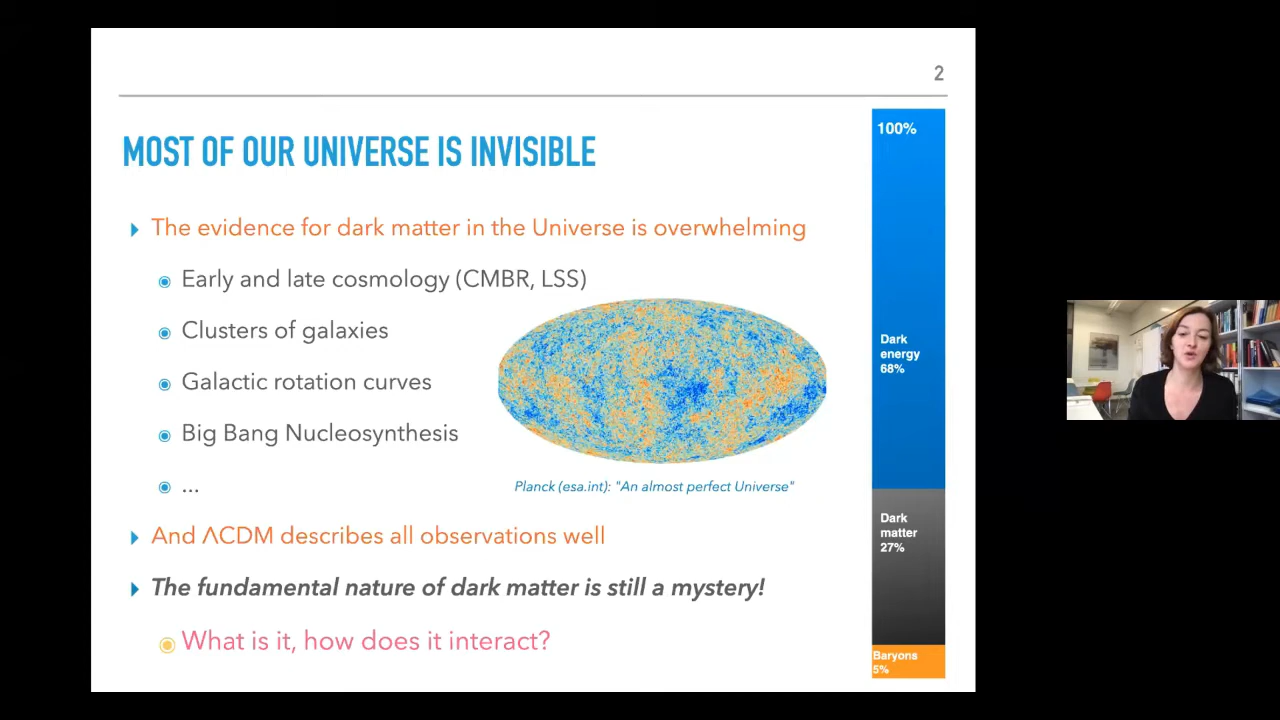 2
MOST OF OUR UNIVERSE IS INVISIBLE
The evidence for dark matter in the Universe is overwhelming
Early and late cosmology (CMBR, LSS)
Clusters of galaxies
Galactic rotation curves
Big Bang Nucleosynthesis
...
Planck (esa.int): "An almost perfect Universe"
And ΛCDM describes all observations well
The fundamental nature of dark matter is still a mystery!
What is it, how does it interact?
100%
Dark
energy
68%
Dark
matter
27%
Baryons
5%